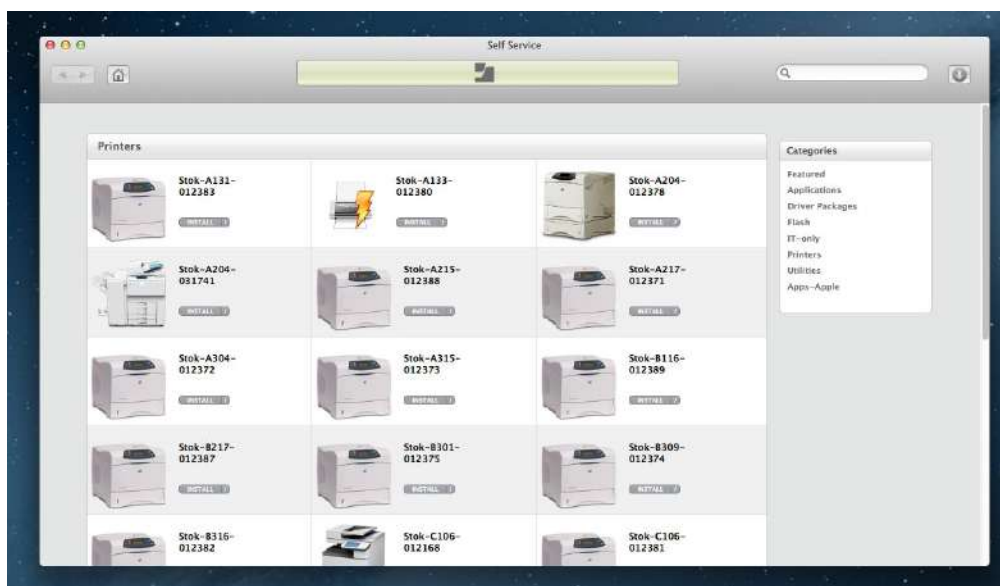 Self Service
Printers
Stok-A131-
012383
INSTALL
Stok-A133-
012380
INSTALL
Stok-A204-
012378
INSTALL
Stok-A204-
031741
INSTALL
Stok-A215-
012388
INSTALL
Stok-A217-
012371
INSTALL
Stok-A304-
012372
INSTALL
Stok-A315-
012373
INSTALL
Stok-B116-
012389
INSTALL
Stok-B217-
012387
INSTALL
Stok-B301-
012375
INSTALL
Stok-B309-
012374
INSTALL
Stok-B316-
012382
Stok-C106-
012168
Stok-C106-
012381
Categories
Featured
Applications
Driver Packages
Flash
IT-only
Printers
Utilities
Apps-Apple